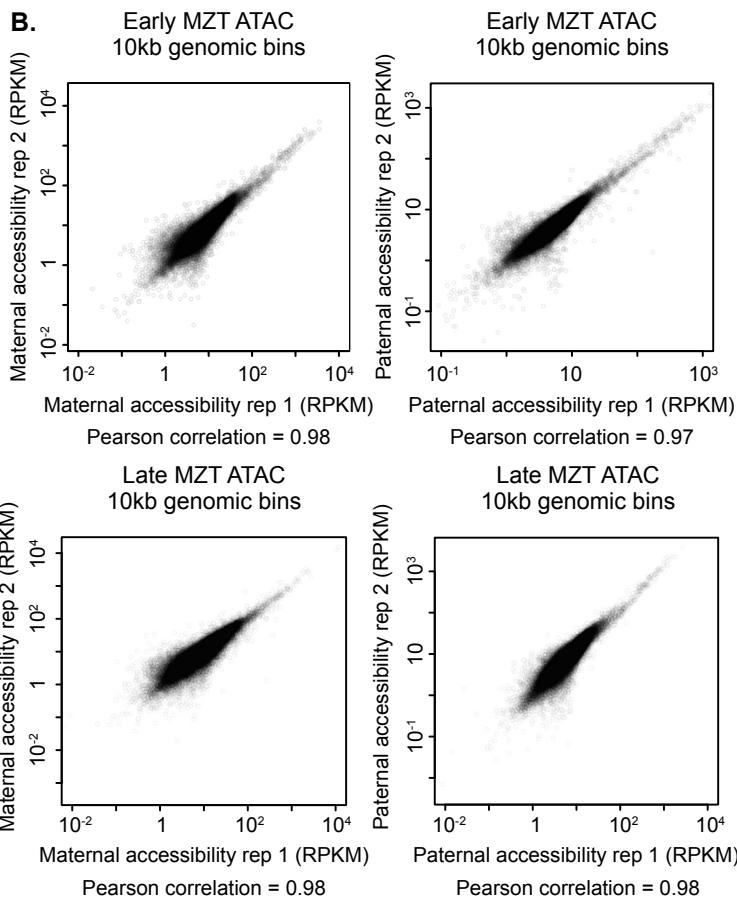 B.
Early MZT ATAC
10kb genomic bins
Maternal accessibility rep 2 (RPKM)
10⁴
10²
1
10⁻²
10⁻²
1
10²
10⁴
Maternal accessibility rep 1 (RPKM)
Pearson correlation = 0.98
Early MZT ATAC
10kb genomic bins
Paternal accessibility rep 2 (RPKM)
10³
10
10⁻¹
10⁻¹
10
10³
Paternal accessibility rep 1 (RPKM)
Pearson correlation = 0.97
Late MZT ATAC
10kb genomic bins
Maternal accessibility rep 2 (RPKM)
10⁴
10²
1
10⁻²
10⁻²
1
10²
10⁴
Maternal accessibility rep 1 (RPKM)
Pearson correlation = 0.98
Late MZT ATAC
10kb genomic bins
Paternal accessibility rep 2 (RPKM)
10³
10
10⁻¹
10⁻²
1
10²
10⁴
Paternal accessibility rep 1 (RPKM)
Pearson correlation = 0.98